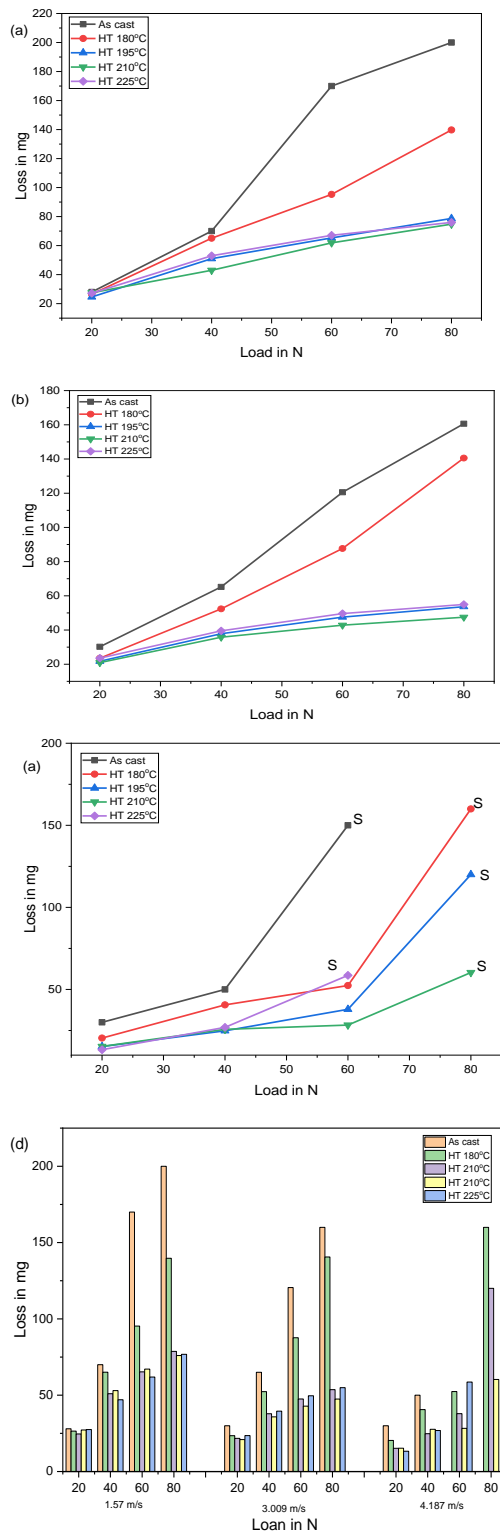 (a)
220
As cast
HT 180°C
200
HT 195°C
HT 210°C
180
HT 225°C
160
140
120
100
80
60
40
20
Loss in mg
20 30 40 50 60 70 80
Load in N
(b)
180
As cast
HT 180°C
160
HT 195°C
HT 210°C
140
HT 225°C
120
100
80
60
40
20
Loss in mg
20 30 40 50 60 70 80
Load in N
(a)
200
As cast
HT 180°C
HT 195°C
HT 210°C
HT 225°C
S
S
150
S
100
S
S
50
Loss in mg
20 30 40 50 60 70 80
Load in N
(d)
As cast
HT 180°C
HT 210°C
HT 210°C
HT 225°C
200
150
100
50
0
Loss in mg
20 40 60 80 20 40 60 80 20 40 60 80
1.57 m/s 3.009 m/s 4.187 m/s
Loan in N